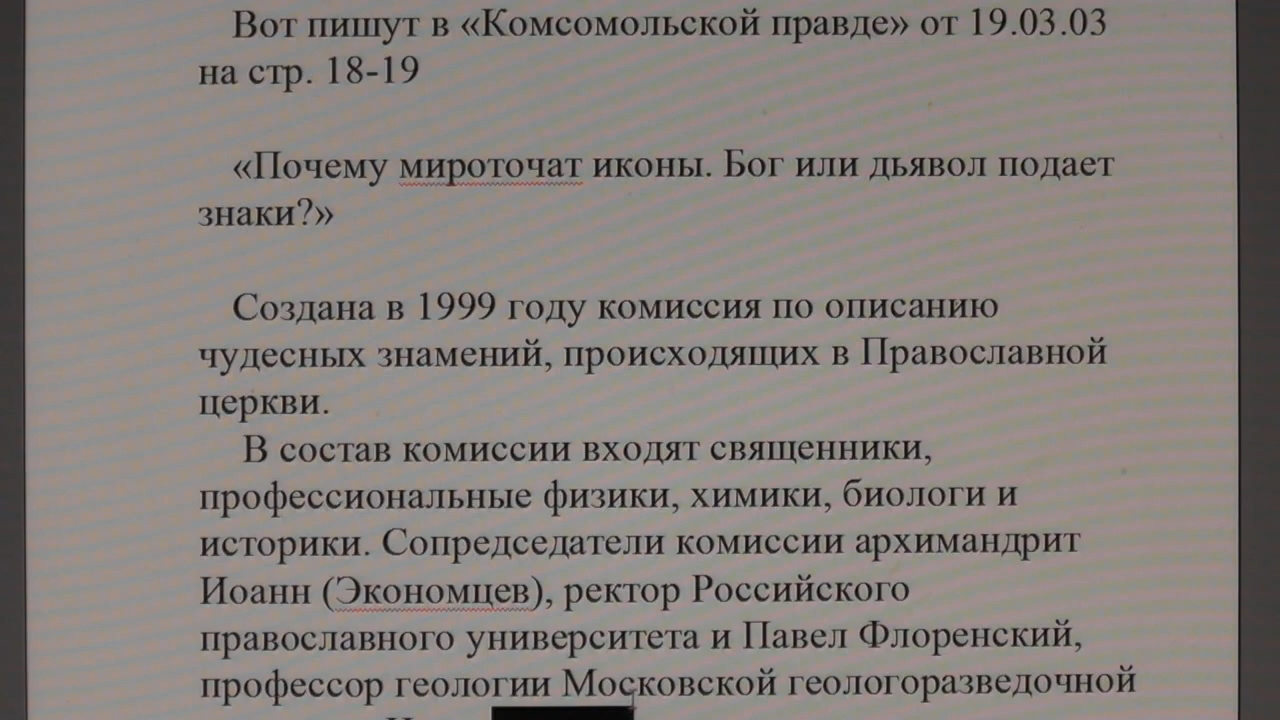 Вот пишут в «Комсомольской правде» от 19.03.03
на стр. 18-19
«Почему мироточат иконы. Бог или дьявол подает
знаки?»
Создана в 1999 году комиссия по описанию
чудесных знамений, происходящих в Православной
церкви.
В состав комиссии входят священники,
профессиональные физики, химики, биологи и
историки. Сопредседатели комиссии архимандрит
Иоанн (Экономцев), ректор Российского
православного университета и Павел Флоренский,
профессор геологии Московской геологоразведочной